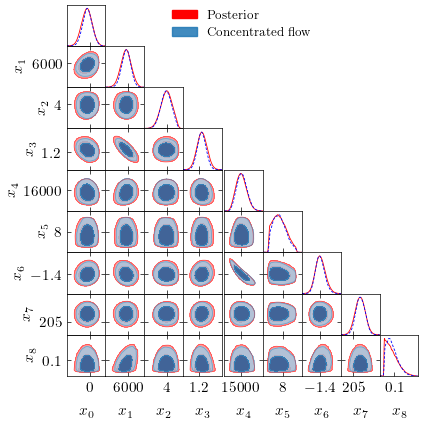 Posterior
Concentrated flow
x₁ 6000
x₂ 4
x₃ 1.2
x₄ 16000
x₅ 8
x₆ −1.4
x₇ 205
x₈ 0.1
0 6000 4 1.2 15000 8 −1.4 205 0.1
x₀ x₁ x₂ x₃ x₄ x₅ x₆ x₇ x₈